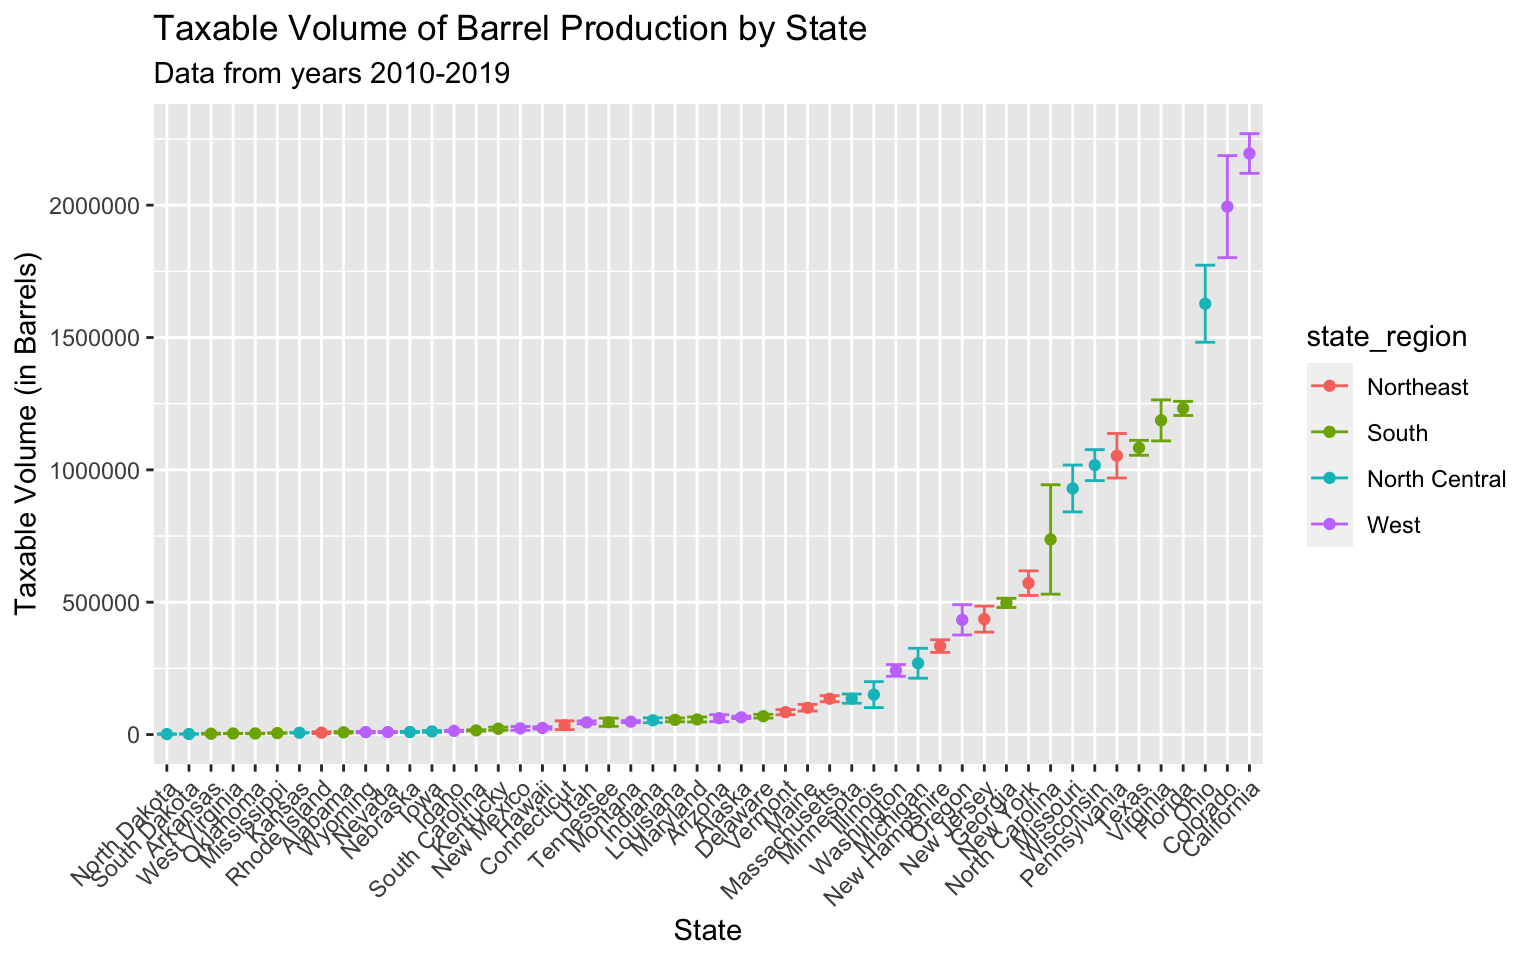 Taxable Volume of Barrel Production by State
Data from years 2010-2019
Taxable Volume (in Barrels)
2000000
1500000
1000000
500000
0
North Dakota
South Dakota
Arkansas
West Virginia
Oklahoma
Mississippi
Kansas
Rhode Island
Alabama
Wyoming
Nevada
Nebraska
Iowa
Idaho
South Carolina
Kentucky
New Mexico
Hawaii
Connecticut
Utah
Tennessee
Montana
Indiana
Louisiana
Maryland
Arizona
Alaska
Delaware
Vermont
Maine
Massachusetts
Minnesota
Illinois
Washington
Michigan
New Hampshire
Oregon
New Jersey
Georgia
New York
North Carolina
Missouri
Wisconsin
Pennsylvania
Texas
Virginia
Florida
Ohio
Colorado
California
State
state_region
Northeast
South
North Central
West